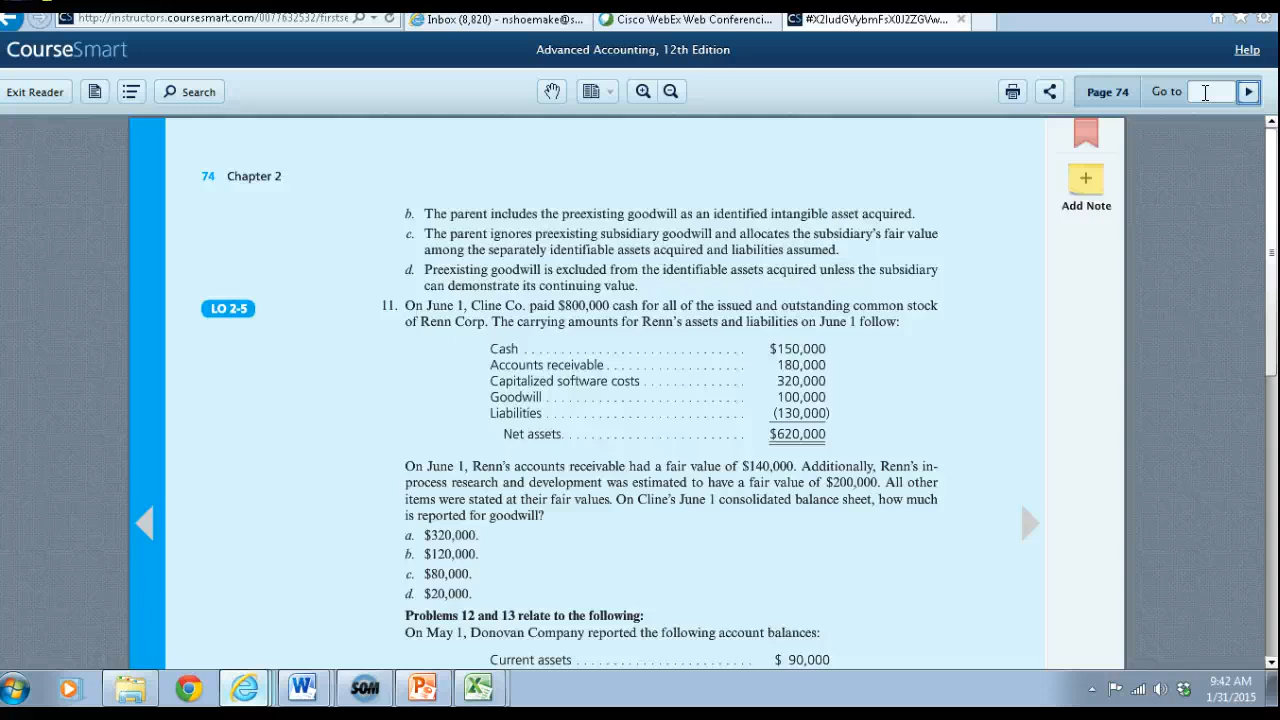 http://instructors.coursesmart.com/0077632532/firstse
Inbox (8,820) - nshoemake@s...
Cisco WebEx Web Conferenci...
CS #X2ludGVybmFsX0J2ZGVw...
CourseSmart
Advanced Accounting, 12th Edition
Help
Exit Reader
Search
Page 74
Go to
74 Chapter 2
Add Note
b. The parent includes the preexisting goodwill as an identified intangible asset acquired.
c. The parent ignores preexisting subsidiary goodwill and allocates the subsidiary's fair value
among the separately identifiable assets acquired and liabilities assumed.
d. Preexisting goodwill is excluded from the identifiable assets acquired unless the subsidiary
can demonstrate its continuing value.
LO 2-5
11. On June 1, Cline Co. paid $800,000 cash for all of the issued and outstanding common stock
of Renn Corp. The carrying amounts for Renn's assets and liabilities on June 1 follow:
Cash . . . . . . . . . . . . . . . . . . . . . . . . . . . . . $150,000
Accounts receivable . . . . . . . . . . . . . . . . . . 180,000
Capitalized software costs . . . . . . . . . . . . . 320,000
Goodwill . . . . . . . . . . . . . . . . . . . . . . . . . . 100,000
Liabilities . . . . . . . . . . . . . . . . . . . . . . . . . . (130,000)
Net assets. . . . . . . . . . . . . . . . . . . . . . . . . $620,000
On June 1, Renn's accounts receivable had a fair value of $140,000. Additionally, Renn's in-
process research and development was estimated to have a fair value of $200,000. All other
items were stated at their fair values. On Cline's June 1 consolidated balance sheet, how much
is reported for goodwill?
a. $320,000.
b. $120,000.
c. $80,000.
d. $20,000.
Problems 12 and 13 relate to the following:
On May 1, Donovan Company reported the following account balances:
Current assets . . . . . . . . . . . . . . . . . . . . . . . . $ 90,000
SOM
9:42 AM
1/31/2015